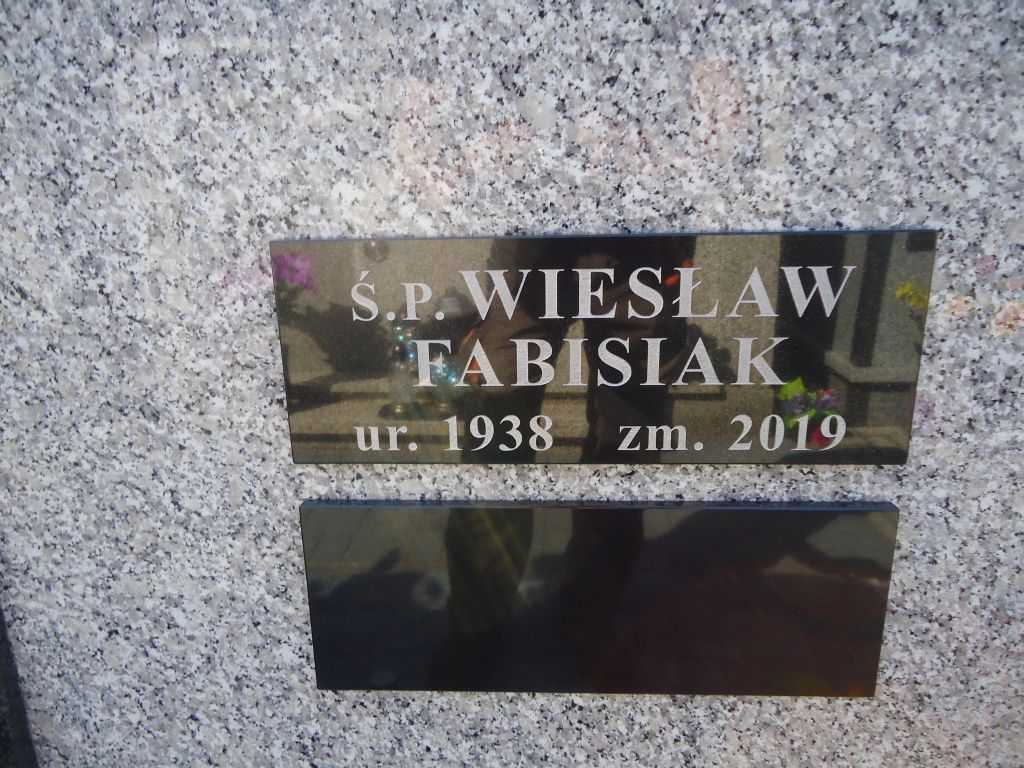 Ś.P. WIESŁAW
FABISIAK
ur. 1938 zm. 2019